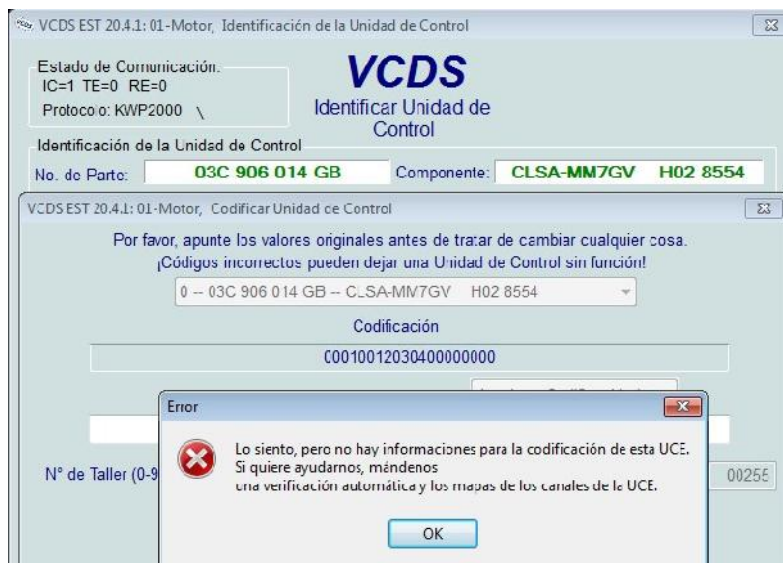 VCDS EST 20.4.1: 01-Motor, Identificación de la Unidad de Control
Estado de Comunicación:
IC=1 TE=0 RE=0
Protocolo: KWP2000 \
VCDS
Identificar Unidad de
Control
Identificación de la Unidad de Control
No. de Parte: 03C 906 014 GB Componente: CLSA-MM7GV H02 8554
VCDS EST 20.4.1: 01-Motor, Codificar Unidad de Control
Por favor, apunte los valores originales antes de tratar de cambiar cualquier cosa.
¡Códigos incorrectos pueden dejar una Unidad de Control sin función!
0 -- 03C 906 014 GB -- CLSA-MM7GV H02 8554
Codificación
00010012030400000000
Error
Lo siento, pero no hay informaciones para la codificación de esta UCE.
Si quiere ayudarnos, mándenos
una verificación automática y los mapas de los canales de la UCE.
N° de Taller (0-9 00255
OK